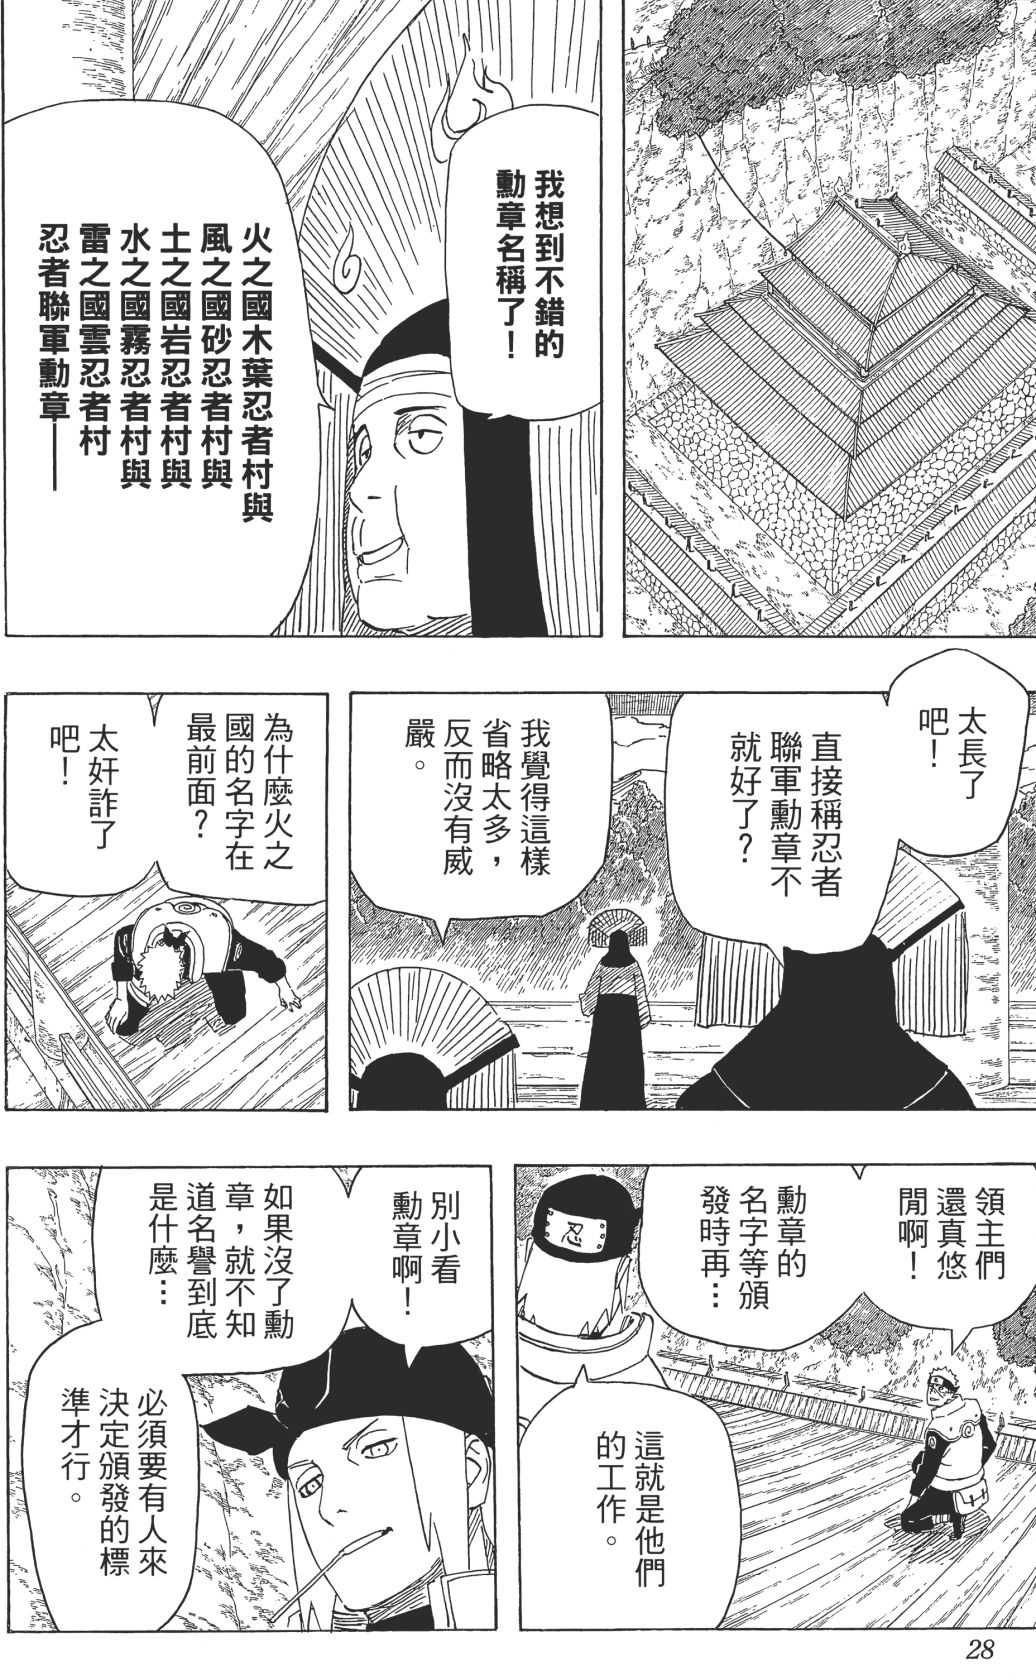 我想到不錯的
勳章名稱了！
火之國木葉忍者村與
風之國砂忍者村與
土之國岩忍者村與
水之國霧忍者村與
雷之國雲忍者村
忍者聯軍勳章——
太長了
吧！
直接稱忍者
聯軍勳章不
就好了？
我覺得這樣
省略太多，
反而沒有威
嚴。
為什麼火之
國的名字在
最前面？
太奸詐了
吧！
領主們
還真悠
閒啊！
勳章的
名字等頒
發時再…
忍
這就是他們
的工作。
別小看
勳章啊！
如果沒了勳
章，就不知
道名譽到底
是什麼…
必須要有人來
決定頒發的標
準才行。
28